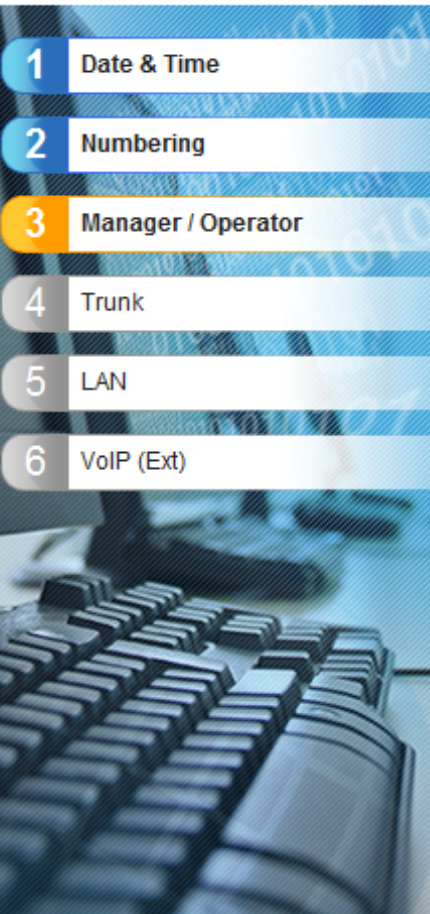 1 Date & Time
2 Numbering
3 Manager / Operator
4 Trunk
5 LAN
6 VoIP (Ext)